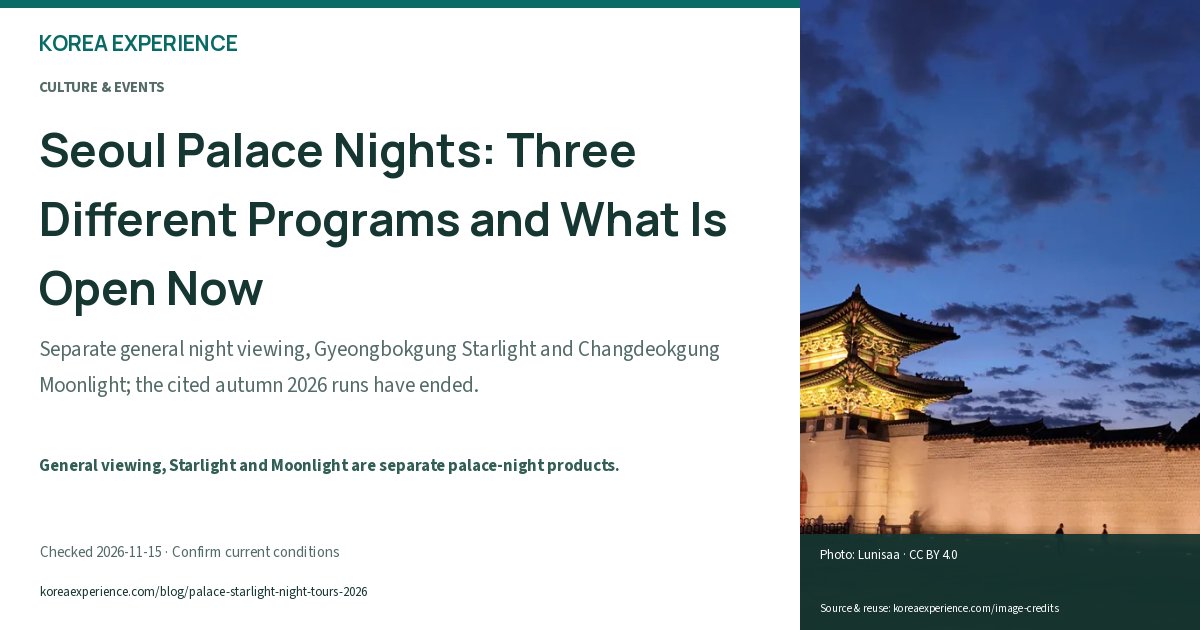 KOREA EXPERIENCE
CULTURE & EVENTS
Seoul Palace Nights: Three
Different Programs and What Is
Open Now
Separate general night viewing, Gyeongbokgung Starlight and Changdeokgung
Moonlight; the cited autumn 2026 runs have ended.
General viewing, Starlight and Moonlight are separate palace-night products.
Checked 2026-11-15 · Confirm current conditions
koreaexperience.com/blog/palace-starlight-night-tours-2026
Photo: Lunisaa · CC BY 4.0
Source & reuse: koreaexperience.com/image-credits